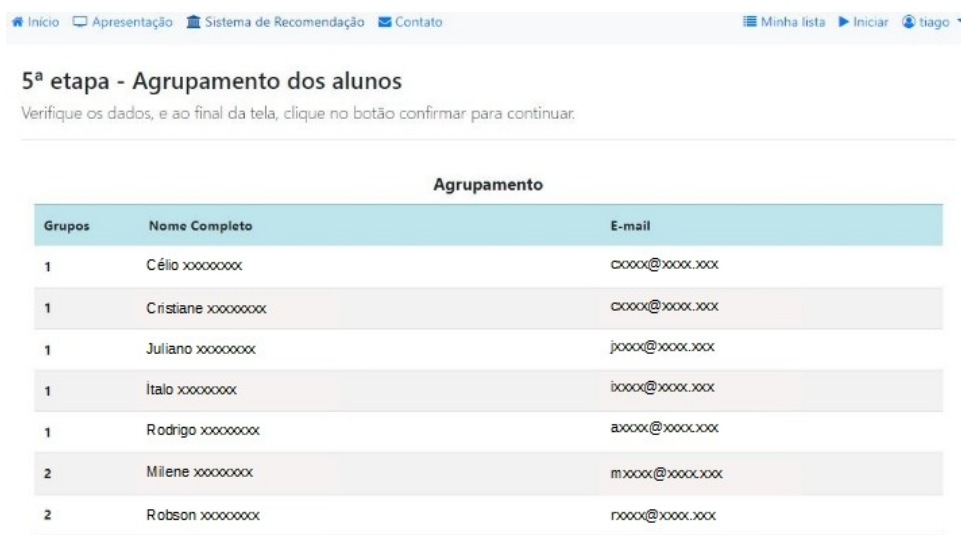 Início Apresentação Sistema de Recomendação Contato Minha lista Iniciar tiago
5ª etapa - Agrupamento dos alunos
Verifique os dados, e ao final da tela, clique no botão confirmar para continuar.
Agrupamento
Grupos Nome Completo E-mail
1 Célio xxxxxxxx cxxxx@xxxx.xxx
1 Cristiane xxxxxxxx cxxxx@xxxx.xxx
1 Juliano xxxxxxxx jxxxx@xxxx.xxx
1 Ítalo xxxxxxxx ixxxx@xxxx.xxx
1 Rodrigo xxxxxxxx axxxx@xxxx.xxx
2 Milene xxxxxxxx mxxxx@xxxx.xxx
2 Robson xxxxxxxx rxxxx@xxxx.xxx